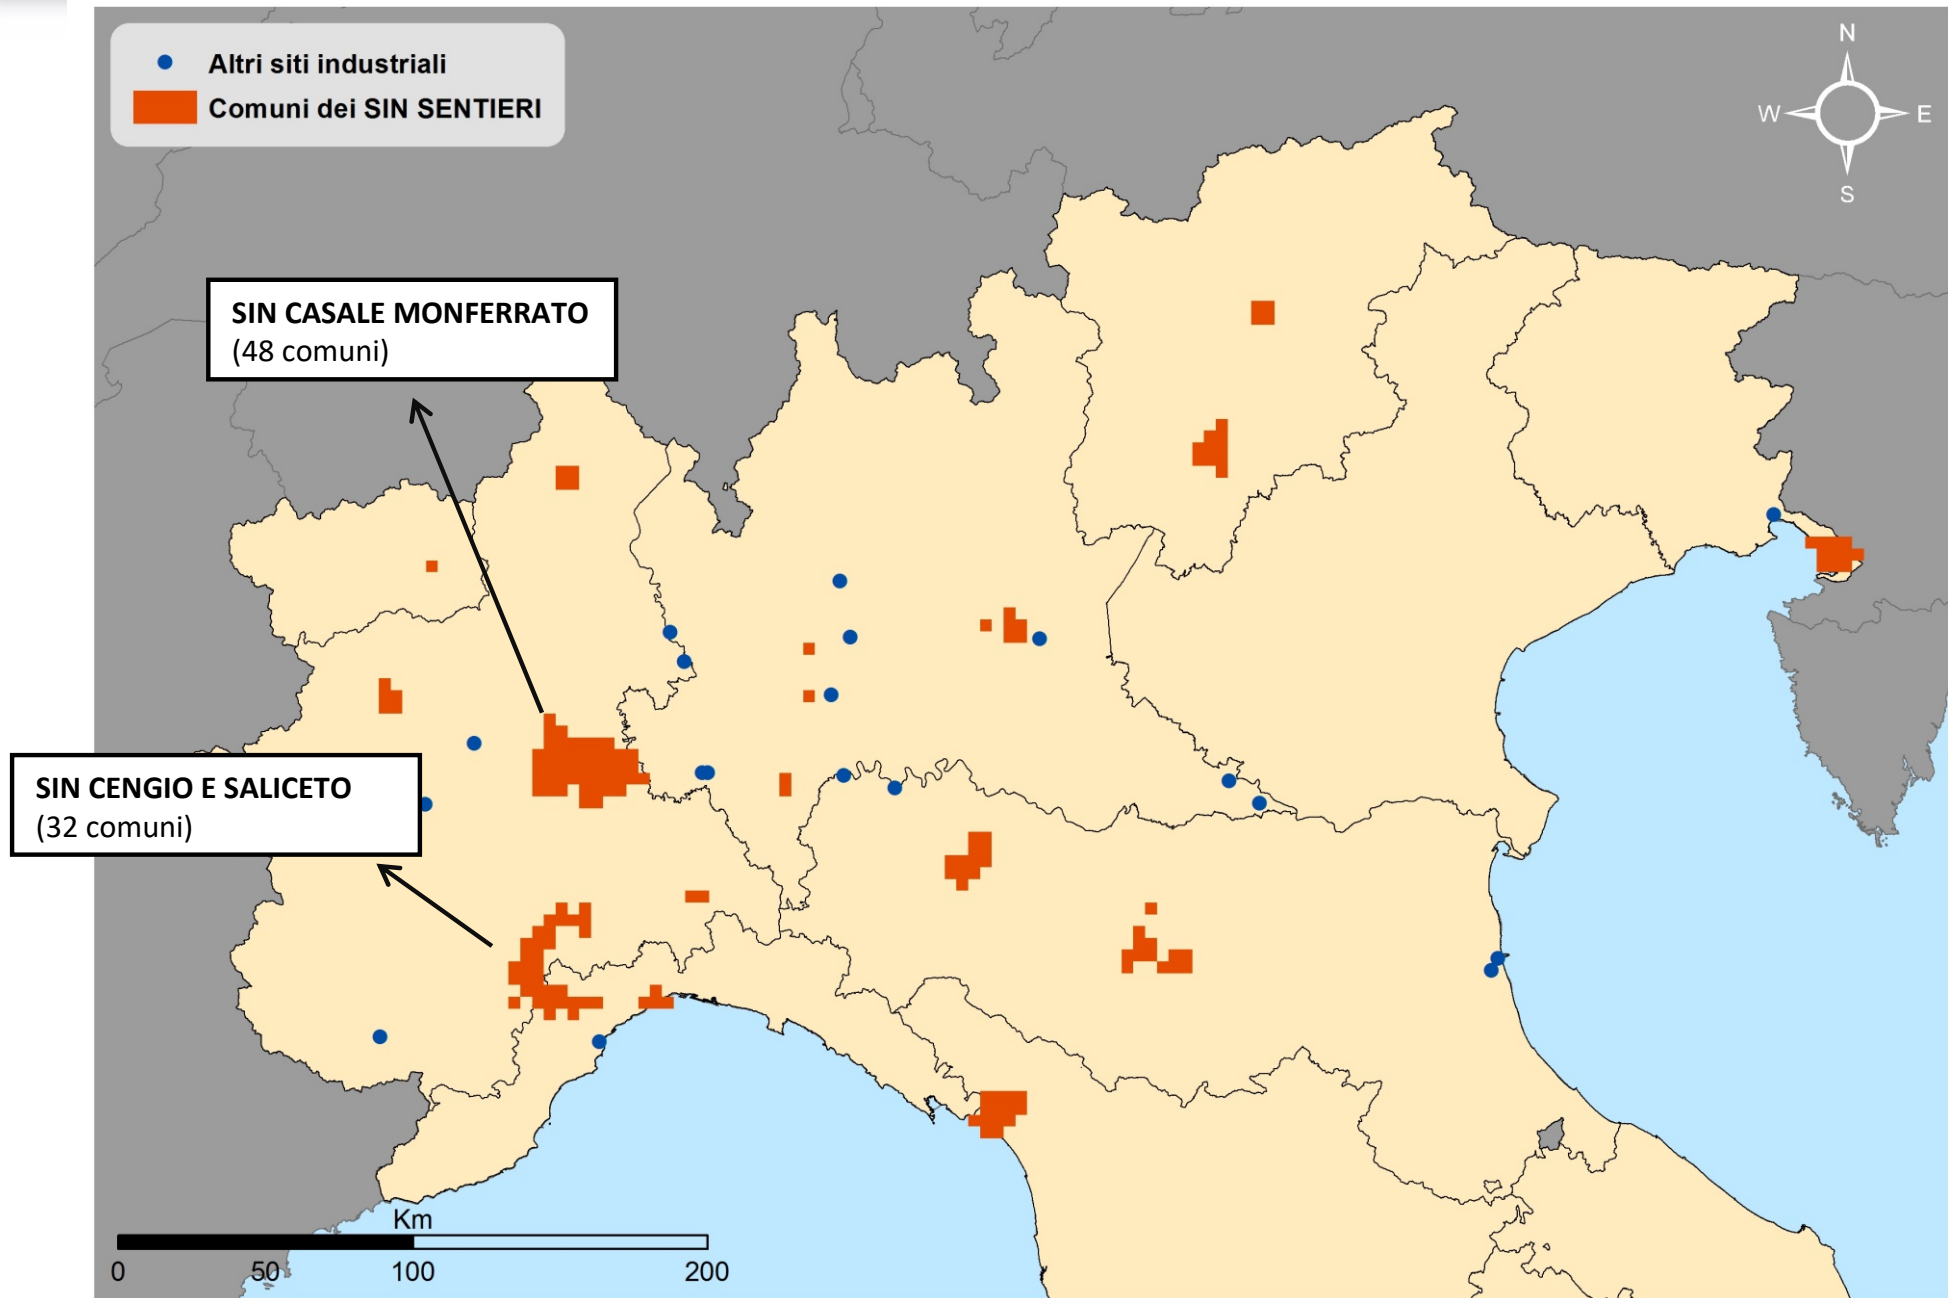 Altri siti industriali
Comuni dei SIN SENTIERI
N
W
E
S
SIN CASALE MONFERRATO
(48 comuni)
SIN CENGIO E SALICETO
(32 comuni)
Km
0 50 100 200